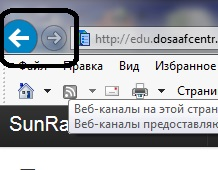 http://edu.dosaafcentr.
Файл Правка Вид Избранное
Страни
Веб-каналы на этой стран
Веб-каналы предоставляю
SunRa